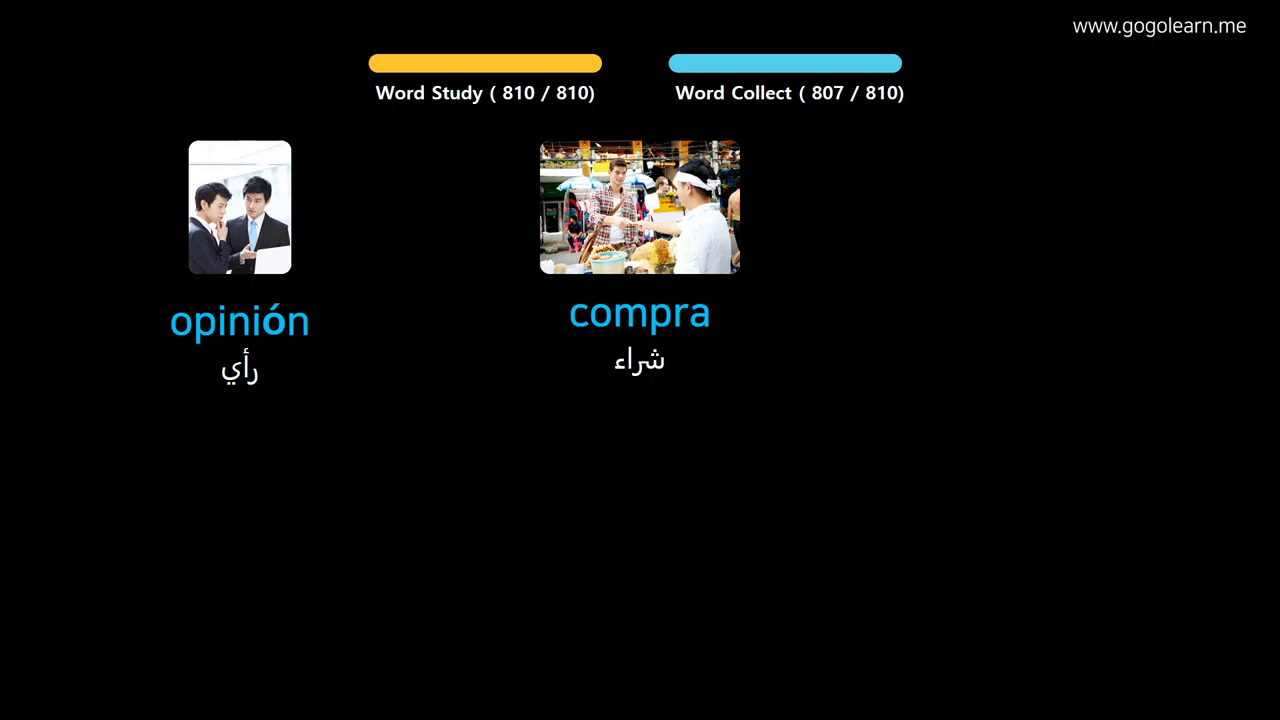 www.gogolearn.me
Word Study ( 810 / 810)
Word Collect ( 807 / 810)
opinión
رأي
compra
شراء